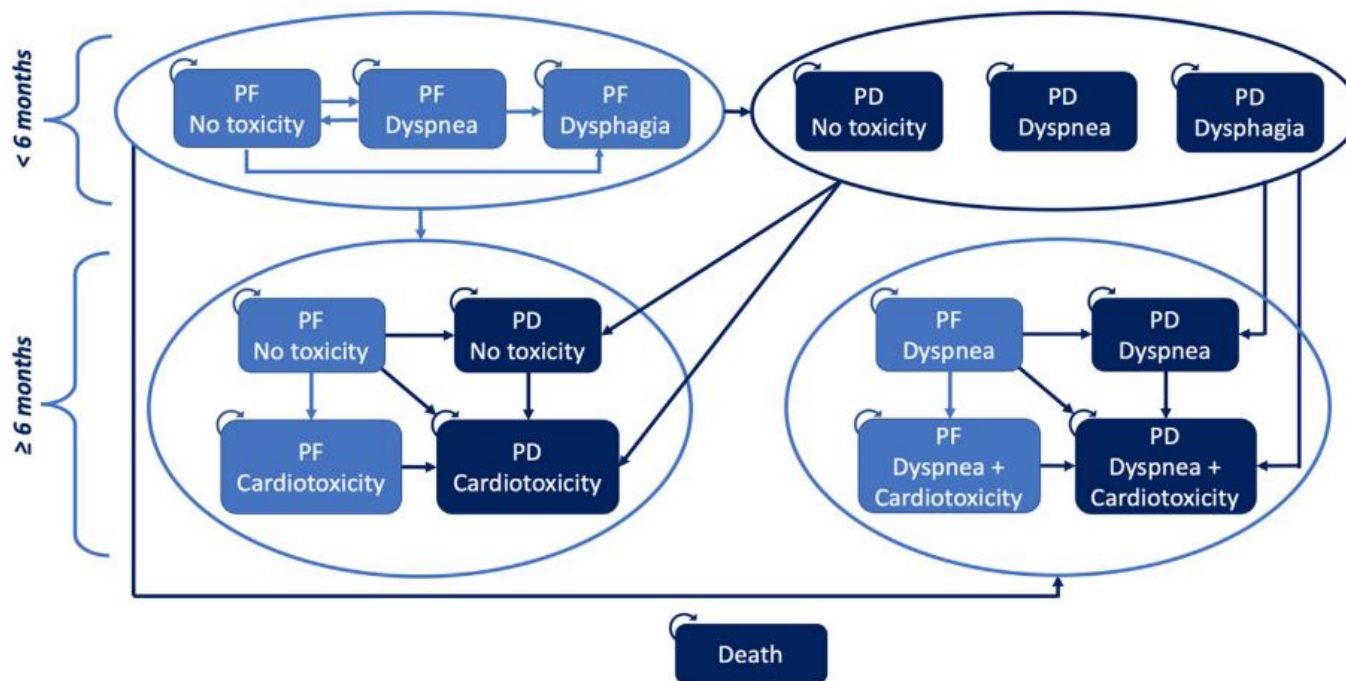 < 6 months
PF
No toxicity
PF
Dyspnea
PF
Dysphagia
PD
No toxicity
PD
Dyspnea
PD
Dysphagia
≥ 6 months
PF
No toxicity
PD
No toxicity
PF
Cardiotoxicity
PD
Cardiotoxicity
PF
Dyspnea
PD
Dyspnea
PF
Dyspnea +
Cardiotoxicity
PD
Dyspnea +
Cardiotoxicity
Death